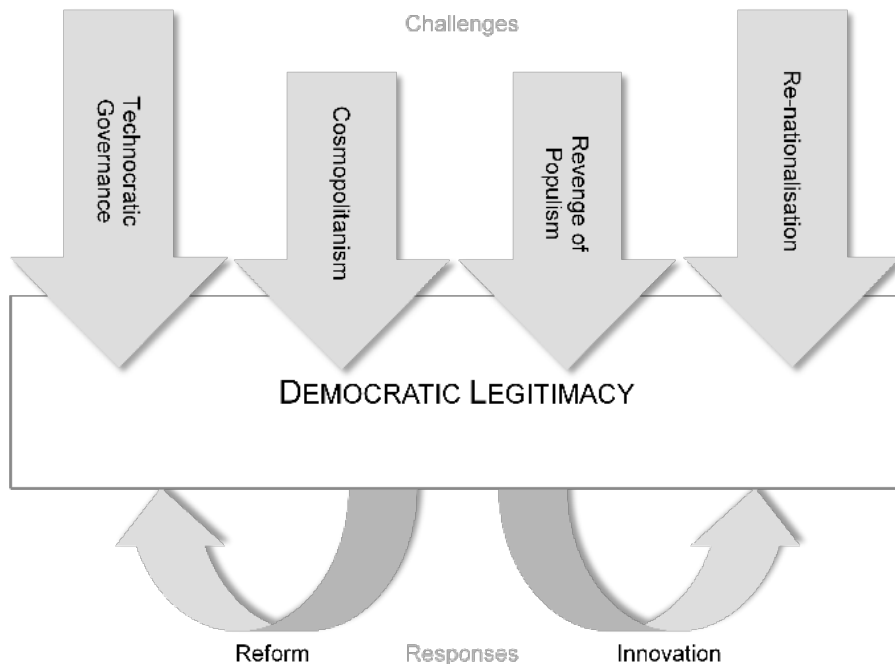 Challenges
Technocratic
Governance
Cosmopolitanism
Revenge of
Populism
Re-nationalisation
DEMOCRATIC LEGITIMACY
Reform
Responses
Innovation